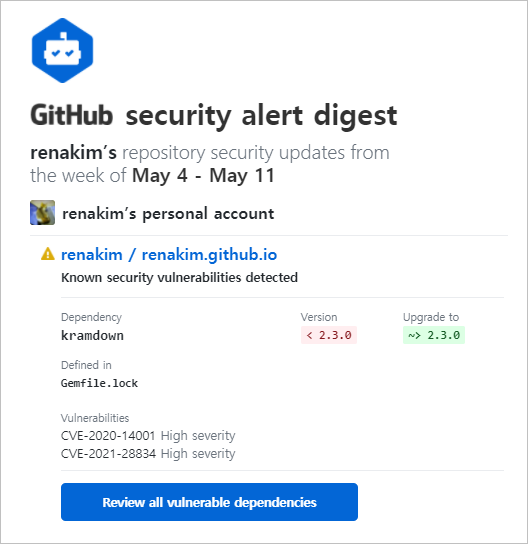 GitHub security alert digest
renakim's repository security updates from
the week of May 4 - May 11
renakim's personal account
renakim / renakim.github.io
Known security vulnerabilities detected
Dependency Version Upgrade to
kramdown < 2.3.0 ~> 2.3.0
Defined in
Gemfile.lock
Vulnerabilities
CVE-2020-14001 High severity
CVE-2021-28834 High severity
Review all vulnerable dependencies